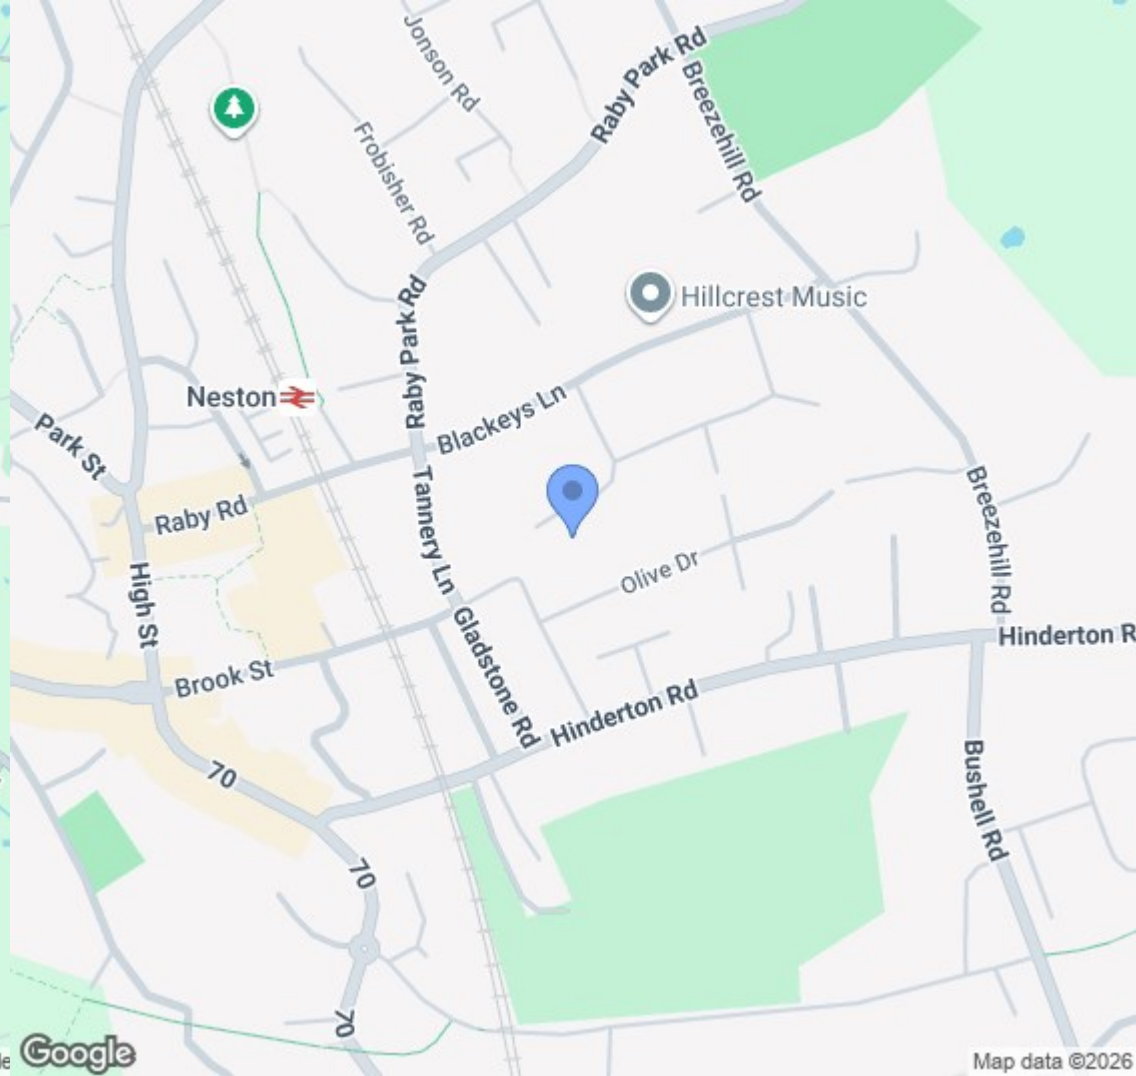 Jonson Rd
Raby Park Rd
Breezehill Rd
Frobisher Rd
Raby Park Rd
Hillcrest Music
Neston
Blackeys Ln
Park St
Tannery Ln
Raby Rd
Breezehill Rd
High St
Olive Dr
Gladstone Rd
Hinderton R
Brook St
Hinderton Rd
70
Bushell Rd
70
70
Google
Map data ©2026